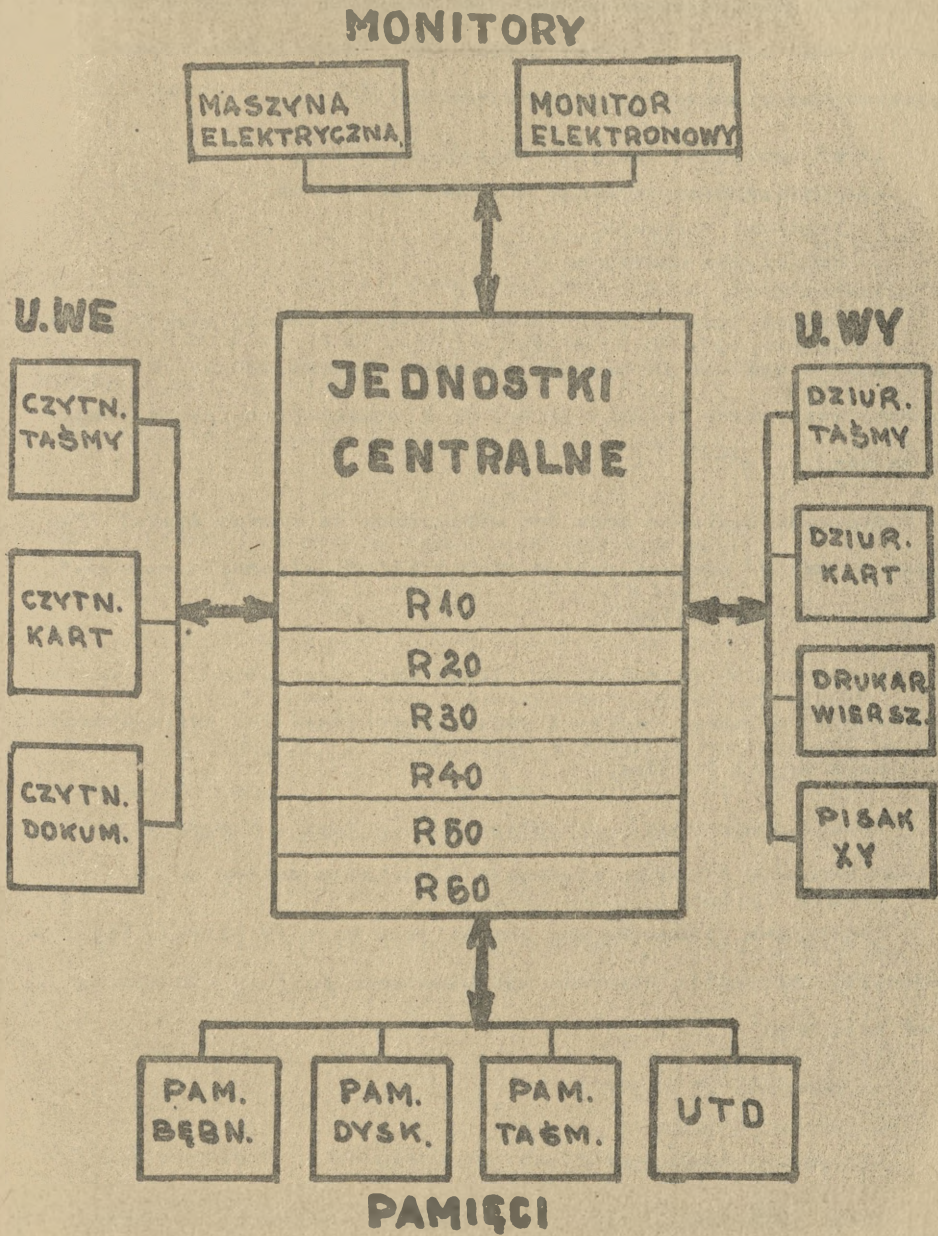 MONITORY
MASZYNA
ELEKTRYCZNA
MONITOR
ELEKTRONOWY
U.WE
CZYTN.
TAŚMY
CZYTN.
KART
CZYTN.
DOKUM.
JEDNOSTKI
CENTRALNE
R10
R20
R30
R40
R50
R60
U.WY
DZIUR.
TAŚMY
DZIUR.
KART
DRUKAR.
WIERSZ.
PISAK
XY
PAM.
BĘBN.
PAM.
DYSK.
PAM.
TAŚM.
UTD
PAMIĘCI